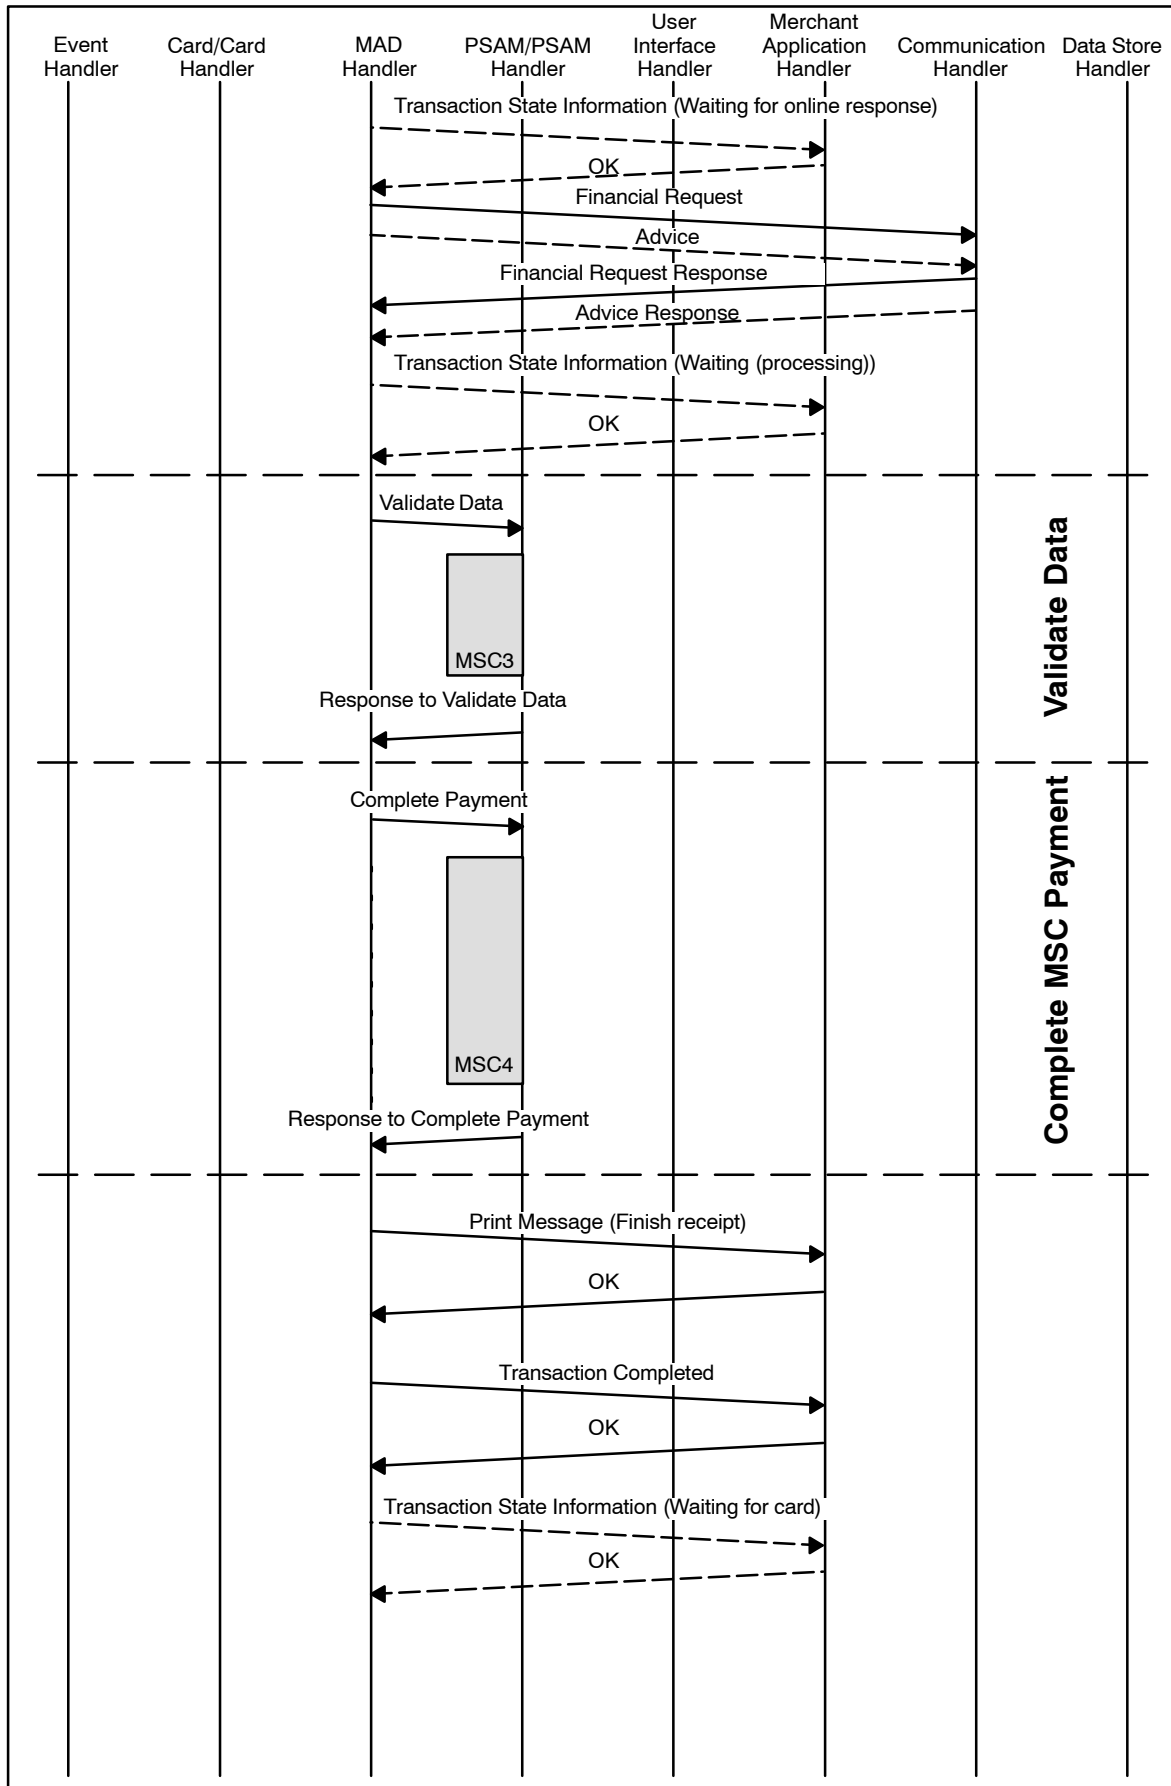 Event
Handler
Card/Card
Handler
MAD
Handler
PSAM/PSAM
Handler
User
Interface
Handler
Merchant
Application
Handler
Communication
Handler
Data Store
Handler
Transaction State Information (Waiting for online response)
OK
Financial Request
Advice
Financial Request Response
Advice Response
Transaction State Information (Waiting (processing))
OK
Validate Data
MSC3
Response to Validate Data
Validate Data
Complete Payment
MSC4
Response to Complete Payment
Complete MSC Payment
Print Message (Finish receipt)
OK
Transaction Completed
OK
Transaction State Information (Waiting for card)
OK